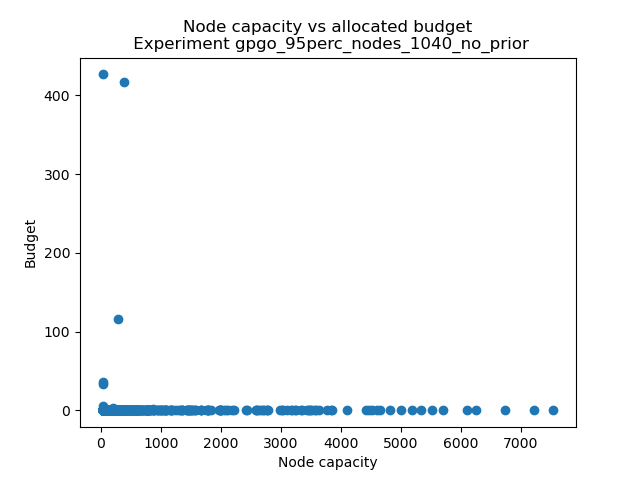 Node capacity vs allocated budget
Experiment gpgo_95perc_nodes_1040_no_prior
400
300
200
100
0
Budget
0 1000 2000 3000 4000 5000 6000 7000
Node capacity